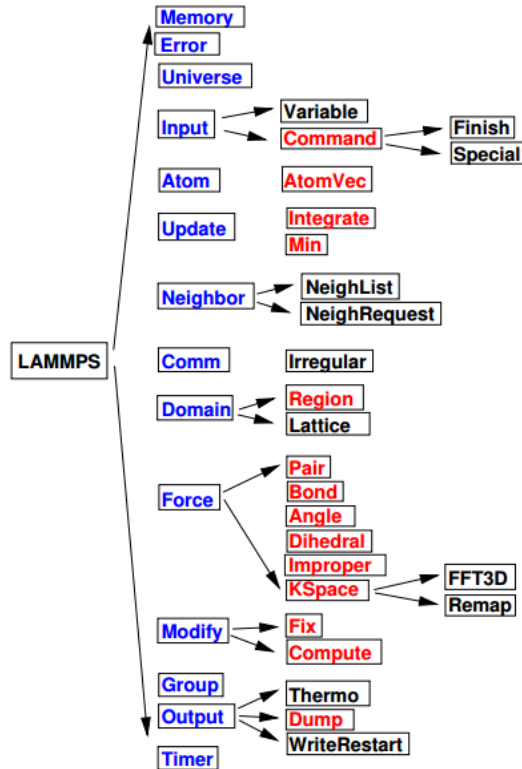 Memory
Error
Universe
Input
Variable
Command
Finish
Special
Atom
AtomVec
Update
Integrate
Min
Neighbor
NeighList
NeighRequest
LAMMPS
Comm
Irregular
Domain
Region
Lattice
Force
Pair
Bond
Angle
Dihedral
Improper
KSpace
FFT3D
Remap
Modify
Fix
Compute
Group
Output
Thermo
Dump
WriteRestart
Timer